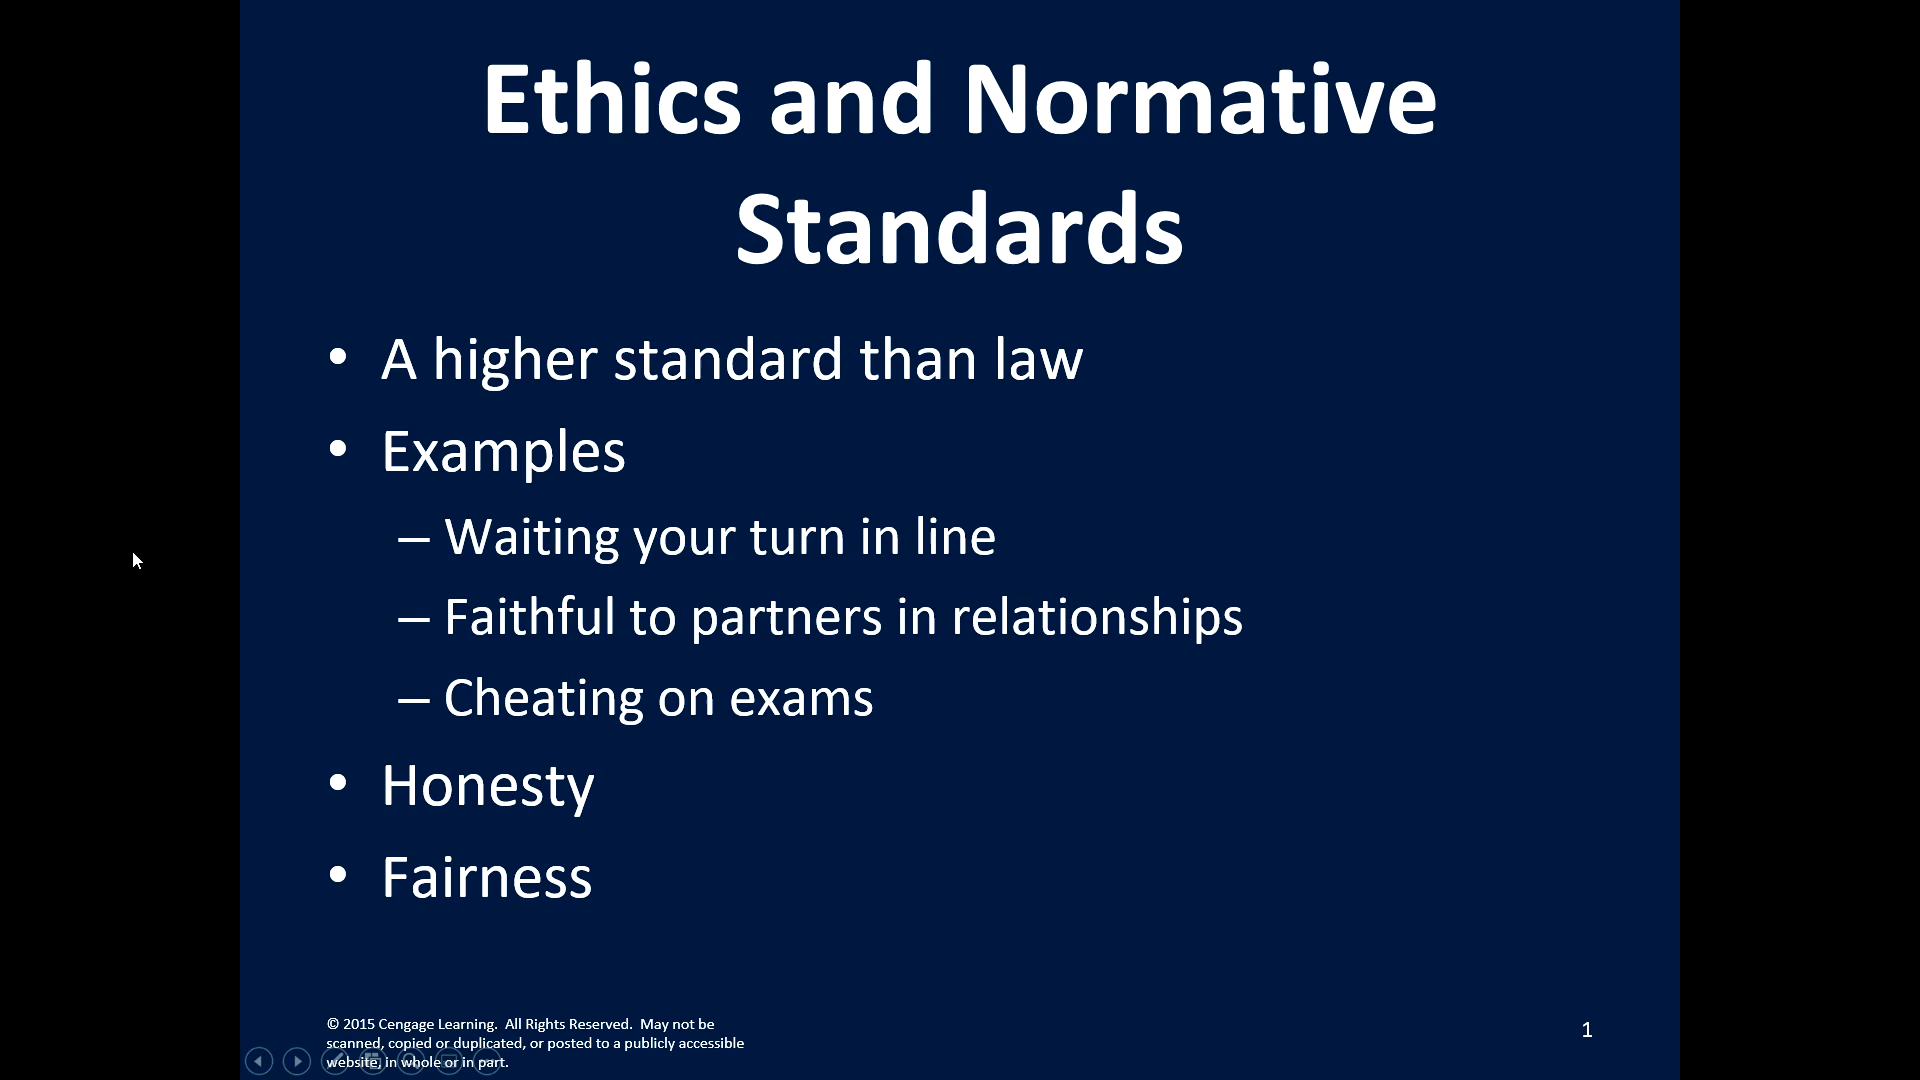 Ethics and Normative
Standards
• A higher standard than law
• Examples
– Waiting your turn in line
– Faithful to partners in relationships
– Cheating on exams
• Honesty
• Fairness
© 2015 Cengage Learning. All Rights Reserved. May not be
scanned, copied or duplicated, or posted to a publicly accessible
website, in whole or in part.
1